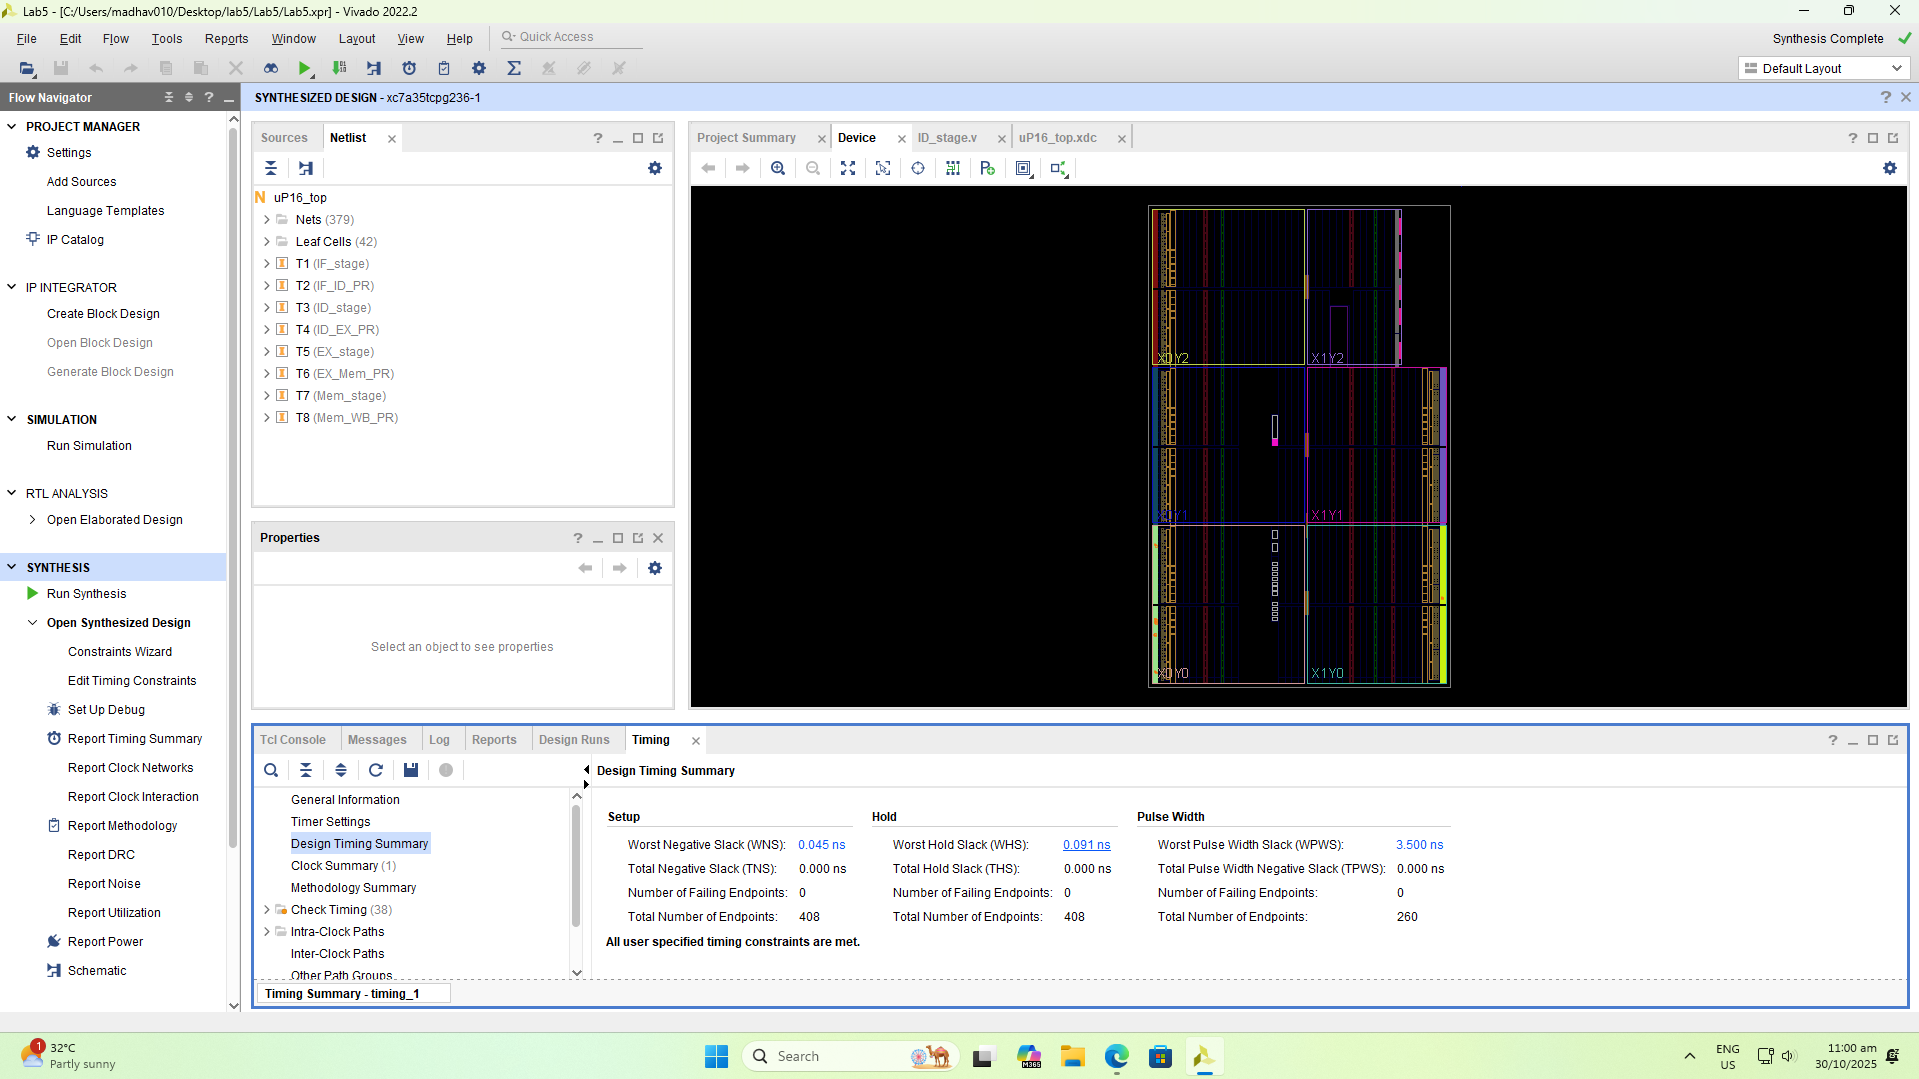 Lab5 - [C:/Users/madhav010/Desktop/lab5/Lab5/Lab5.xpr] - Vivado 2022.2
File Edit Flow Tools Reports Window Layout View Help Quick Access
Synthesis Complete
Default Layout
Flow Navigator
PROJECT MANAGER
Settings
Add Sources
Language Templates
IP Catalog
IP INTEGRATOR
Create Block Design
Open Block Design
Generate Block Design
SIMULATION
Run Simulation
RTL ANALYSIS
Open Elaborated Design
SYNTHESIS
Run Synthesis
Open Synthesized Design
Constraints Wizard
Edit Timing Constraints
Set Up Debug
Report Timing Summary
Report Clock Networks
Report Clock Interaction
Report Methodology
Report DRC
Report Noise
Report Utilization
Report Power
Schematic
SYNTHESIZED DESIGN - xc7a35tcpg236-1
Sources Netlist
uP16_top
Nets (379)
Leaf Cells (42)
T1 (IF_stage)
T2 (IF_ID_PR)
T3 (ID_stage)
T4 (ID_EX_PR)
T5 (EX_stage)
T6 (EX_Mem_PR)
T7 (Mem_stage)
T8 (Mem_WB_PR)
Properties
Select an object to see properties
Project Summary Device ID_stage.v uP16_top.xdc
X0Y2 X1Y2
X0Y1 X1Y1
X0Y0 X1Y0
Tcl Console Messages Log Reports Design Runs Timing
General Information
Timer Settings
Design Timing Summary
Clock Summary (1)
Methodology Summary
Check Timing (38)
Intra-Clock Paths
Inter-Clock Paths
Other Path Groups
Timing Summary - timing_1
Design Timing Summary
Setup Hold Pulse Width
Worst Negative Slack (WNS): 0.045 ns Worst Hold Slack (WHS): 0.091 ns Worst Pulse Width Slack (WPWS): 3.500 ns
Total Negative Slack (TNS): 0.000 ns Total Hold Slack (THS): 0.000 ns Total Pulse Width Negative Slack (TPWS): 0.000 ns
Number of Failing Endpoints: 0 Number of Failing Endpoints: 0 Number of Failing Endpoints: 0
Total Number of Endpoints: 408 Total Number of Endpoints: 408 Total Number of Endpoints: 260
All user specified timing constraints are met.
1
32°C
Partly sunny
Search
M365
ENG
US
11:00 am
30/10/2025